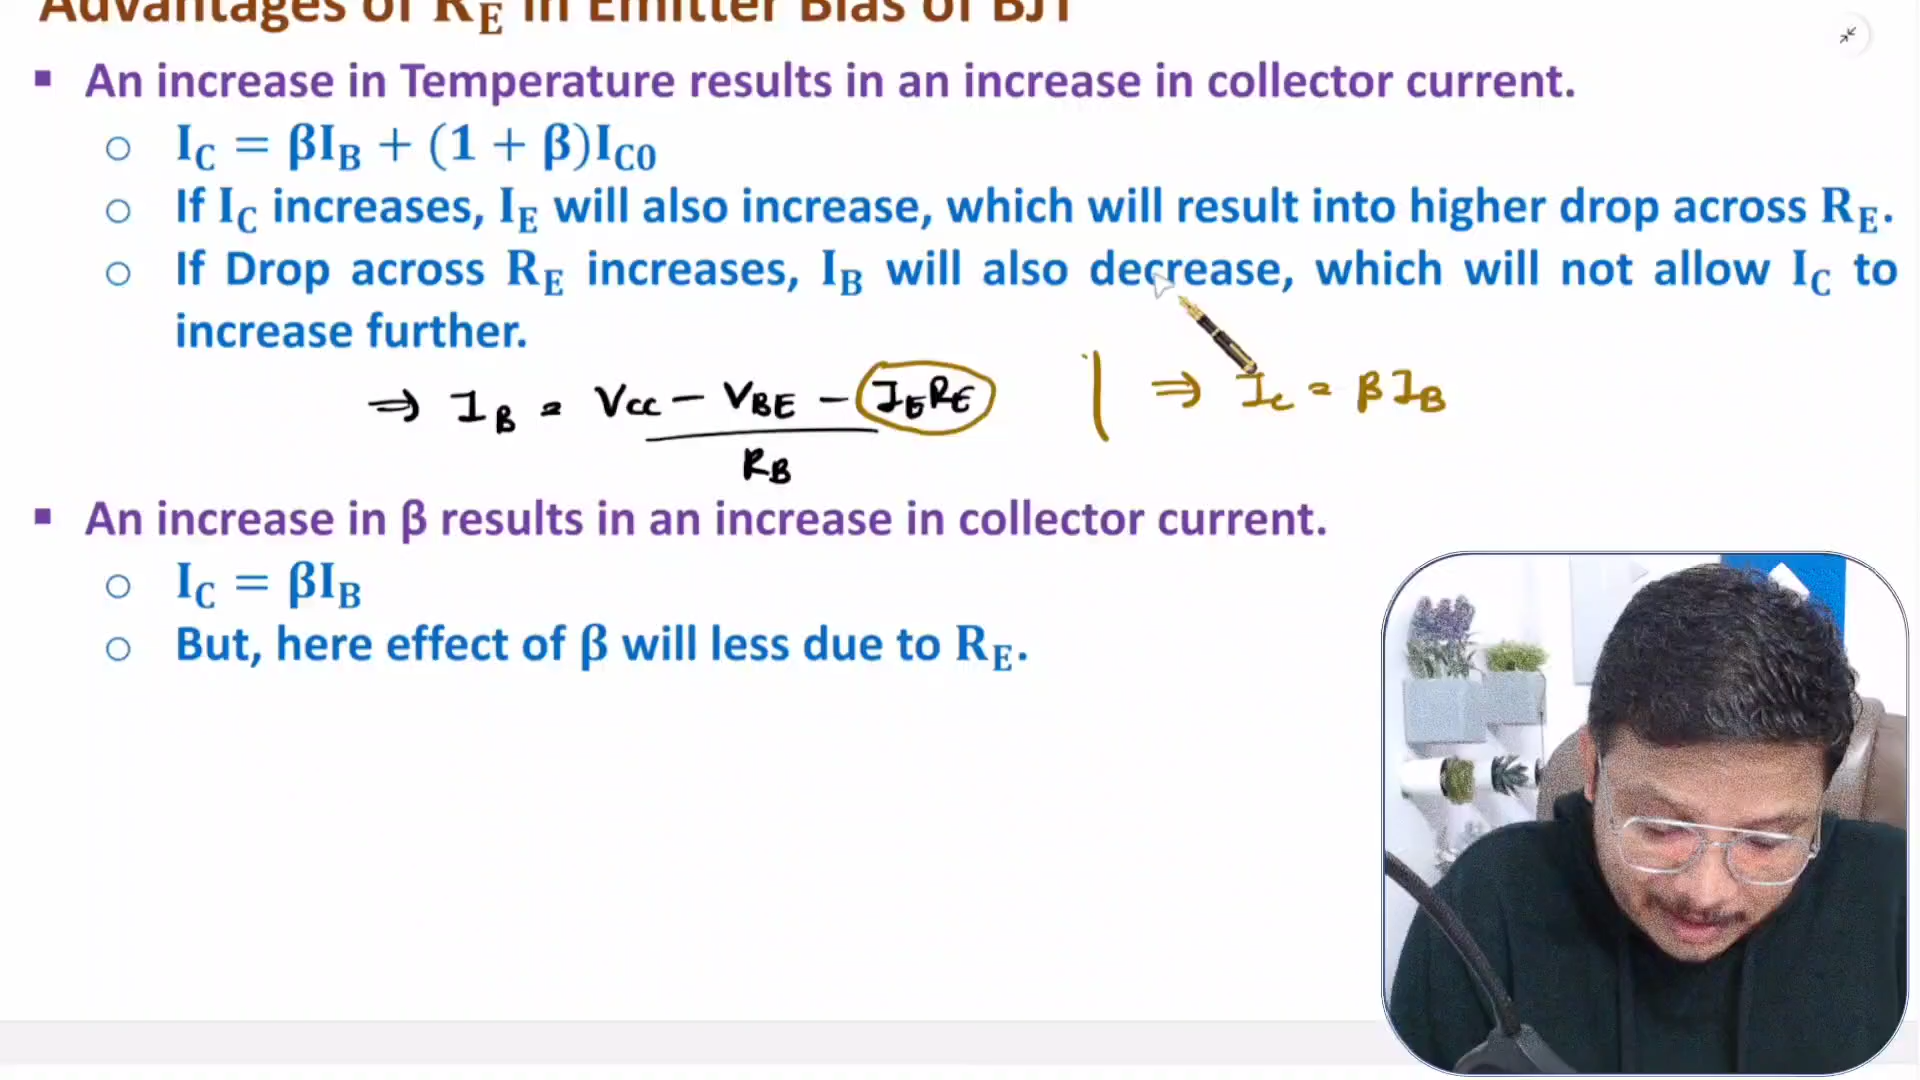 Advantages of R_E in Emitter Bias of BJT
▪ An increase in Temperature results in an increase in collector current.
○ I_C = βI_B + (1 + β)I_C0
○ If I_C increases, I_E will also increase, which will result into higher drop across R_E.
○ If Drop across R_E increases, I_B will also decrease, which will not allow I_C to
increase further.
⇒ I_B = (V_CC − V_BE − I_E R_E) / R_B | ⇒ I_C = β I_B
▪ An increase in β results in an increase in collector current.
○ I_C = βI_B
○ But, here effect of β will less due to R_E.